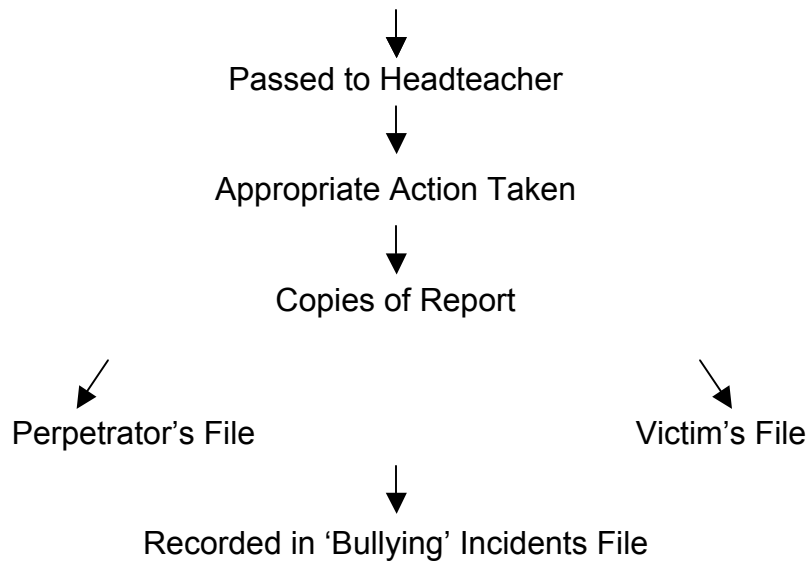 Passed to Headteacher
Appropriate Action Taken
Copies of Report
Perpetrator’s File Victim’s File
Recorded in ‘Bullying’ Incidents File